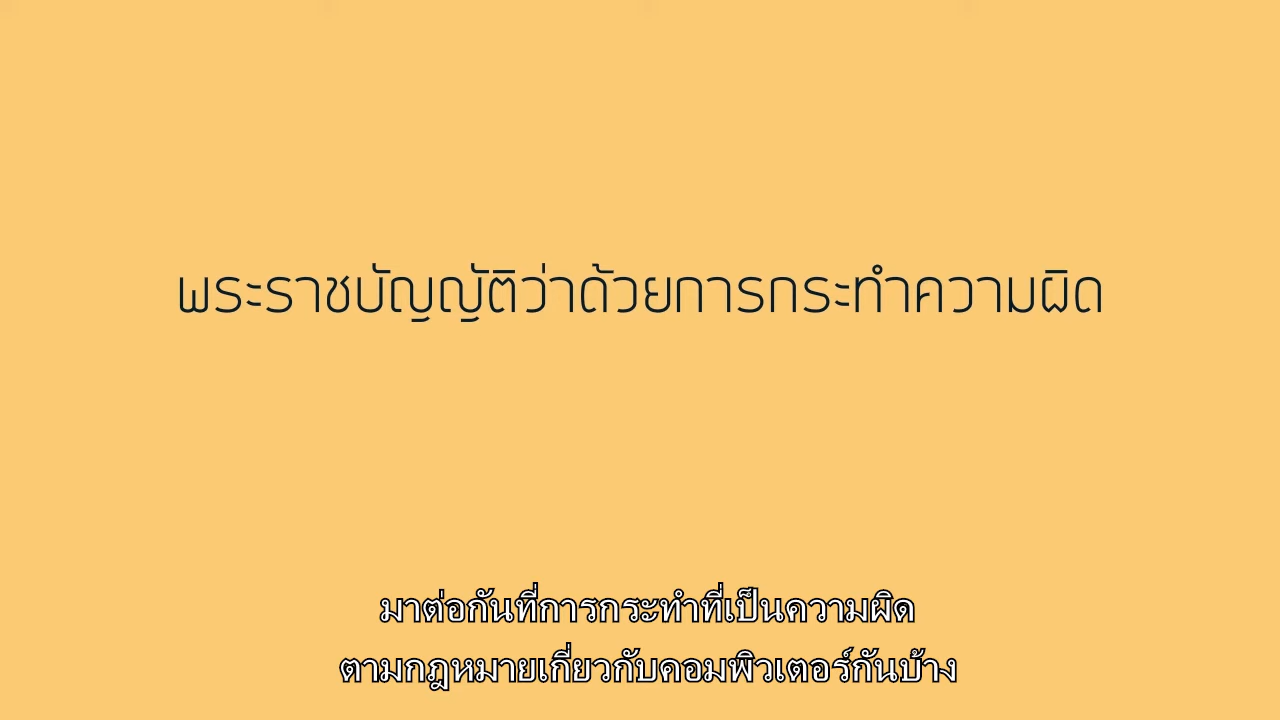 พระราชบัญญัติว่าด้วยการกระทำความผิด
มาต่อกันที่การกระทำที่เป็นความผิด
ตามกฎหมายเกี่ยวกับคอมพิวเตอร์กันบ้าง